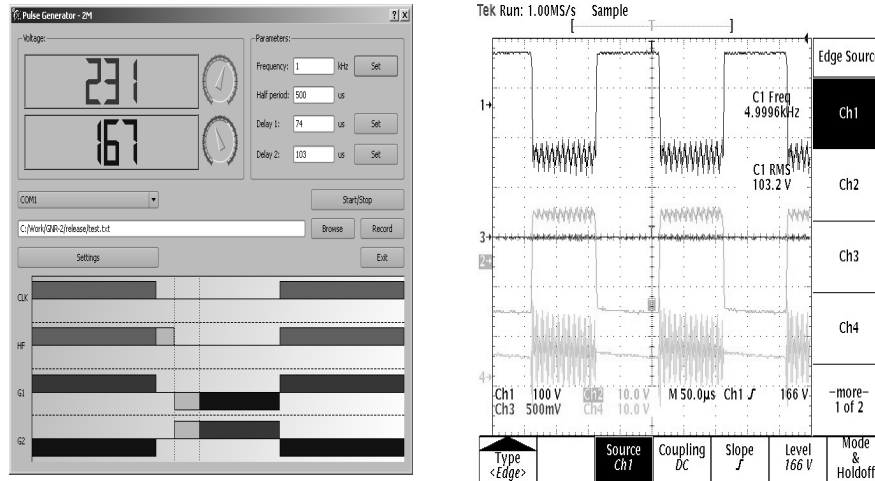 Pulse Generator - 2M
? X
Voltage:
231
167
Parameters:
Frequency: 1 kHz Set
Half period: 500 us
Delay 1: 74 us Set
Delay 2: 103 us Set
COM1
Start/Stop
C:/Work/GNR-2/release/test.txt
Browse
Record
Settings
Exit
CLK
HF
G1
G2
Tek Run: 1.00MS/s Sample
[ T ]
Edge Source
C1 Freq
4.9996kHz
C1 RMS
103.2 V
Ch1
Ch2
Ch3
Ch4
-more-
1 of 2
1
3
2
4
Ch1 100 V Ch2 10.0 V M 50.0µs Ch1 166 V
Ch3 500mV Ch4 10.0 V
Type
<Edge>
Source
Ch1
Coupling
DC
Slope
Level
166 V
Mode
&
Holdoff